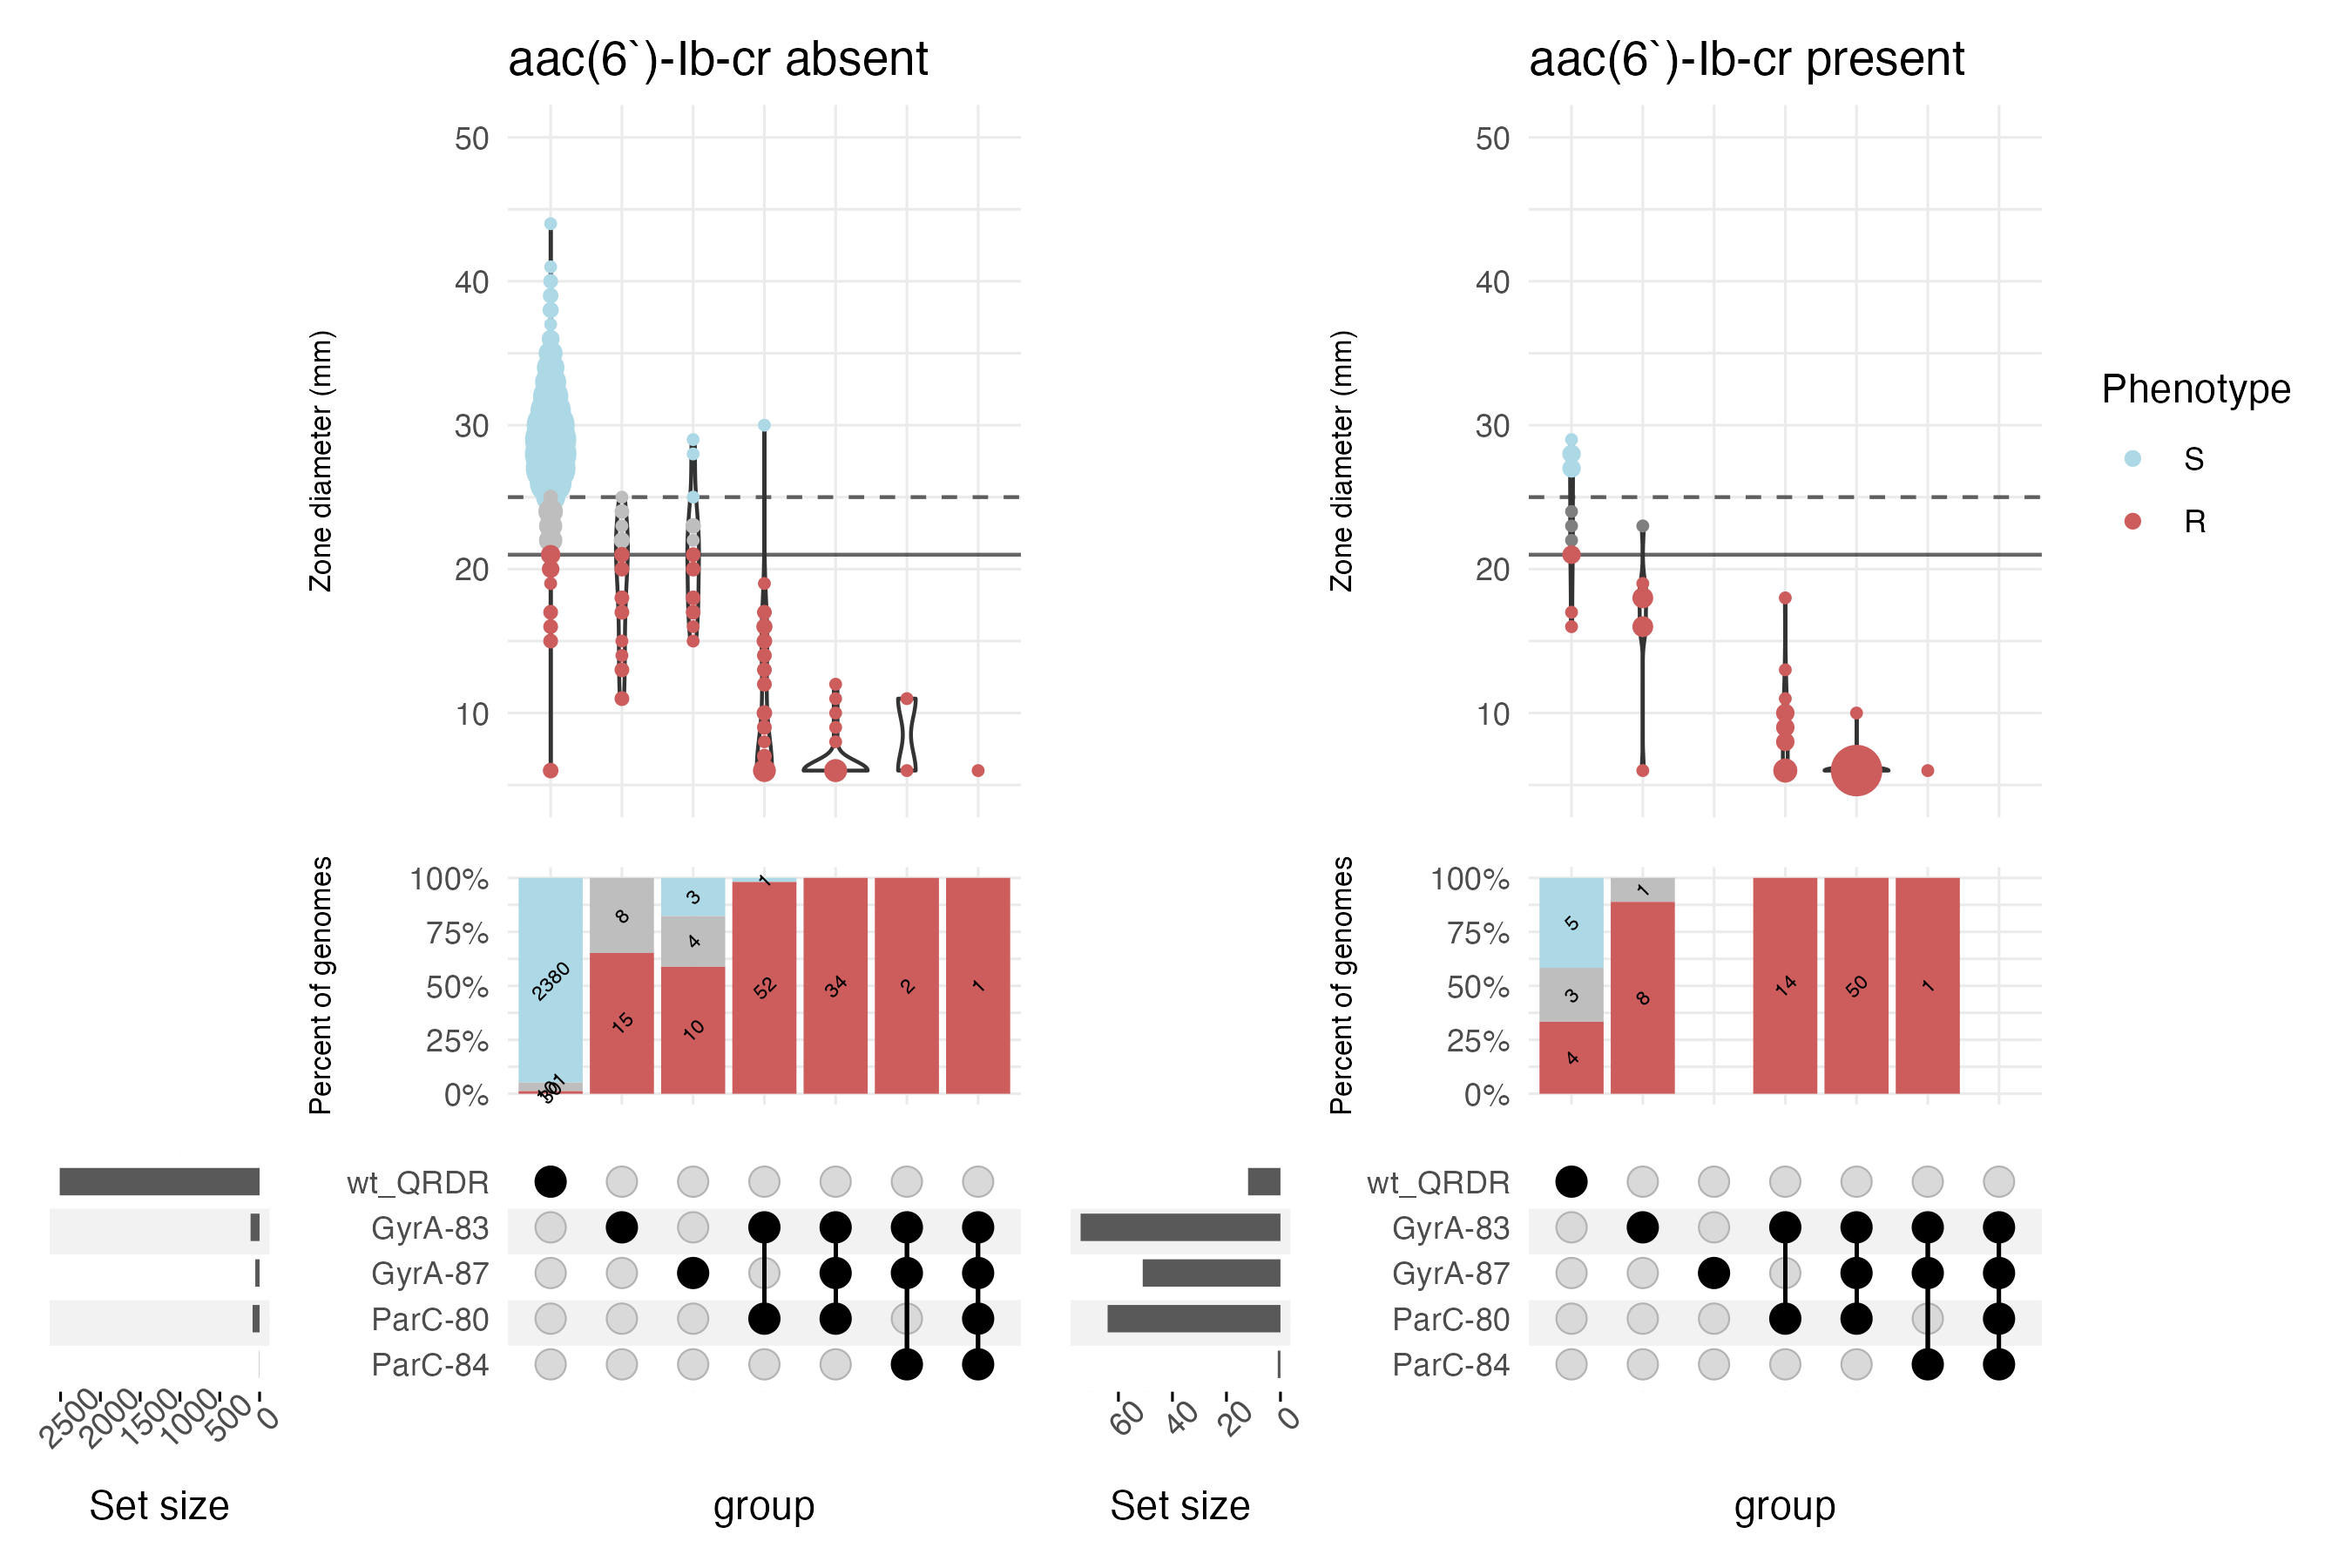 aac(6`)-Ib-cr absent
50
40
30
20
10
Zone diameter (mm)
100%
75%
50%
25%
0%
Percent of genomes
2380
8
15
3
4
10
1
52
34
2
1
wt_QRDR
GyrA-83
GyrA-87
ParC-80
ParC-84
2500
2000
1500
1000
500
0
Set size
group
aac(6`)-Ib-cr present
50
40
30
20
10
Zone diameter (mm)
100%
75%
50%
25%
0%
Percent of genomes
5
3
4
1
8
14
50
1
wt_QRDR
GyrA-83
GyrA-87
ParC-80
ParC-84
60
40
20
0
Set size
group
Phenotype
S
R